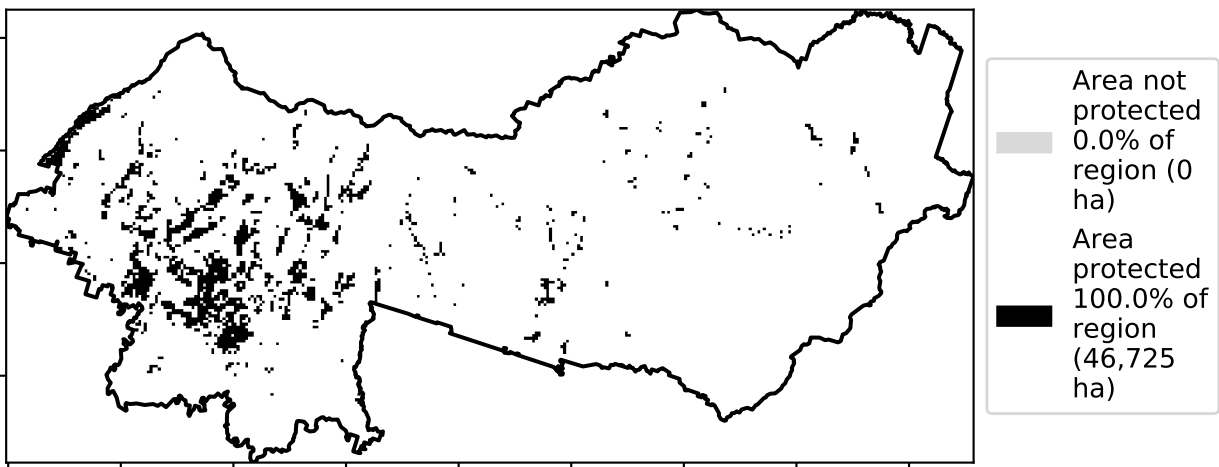 Area not
protected
0.0% of
region (0
ha)
Area
protected
100.0% of
region
(46,725
ha)